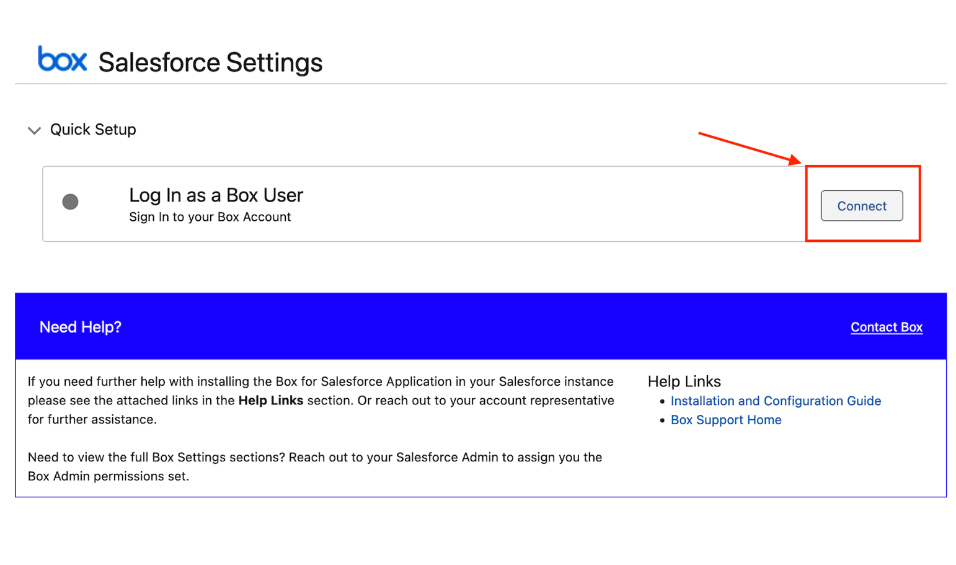 box Salesforce Settings
Quick Setup
Log In as a Box User
Sign In to your Box Account
Connect
Need Help?
Contact Box
If you need further help with installing the Box for Salesforce Application in your Salesforce instance
please see the attached links in the Help Links section. Or reach out to your account representative
for further assistance.
Need to view the full Box Settings sections? Reach out to your Salesforce Admin to assign you the
Box Admin permissions set.
Help Links
• Installation and Configuration Guide
• Box Support Home